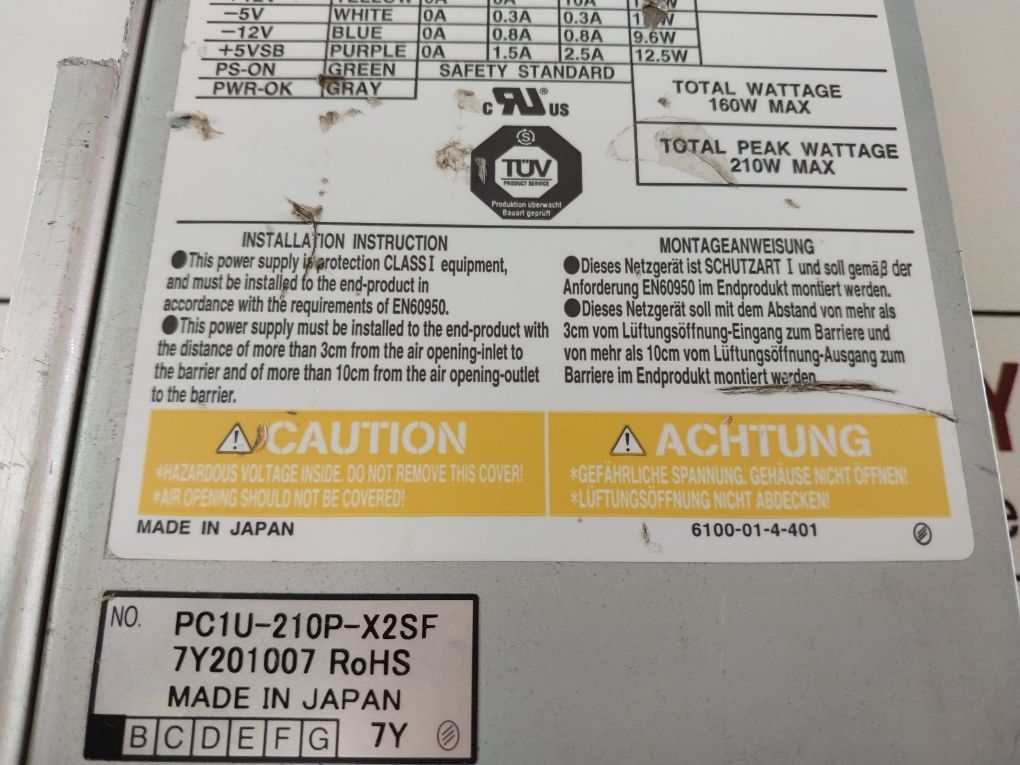 10A
-5V WHITE 0A 0.3A 0.3A
-12V BLUE 0A 0.8A 0.8A 9.6W
+5VSB PURPLE 0A 1.5A 2.5A 12.5W
PS-ON GREEN SAFETY STANDARD
PWR-OK GRAY
TOTAL WATTAGE
160W MAX
c RU ® US
TOTAL PEAK WATTAGE
210W MAX
S
TÜV
PRODUCT SERVICE
Produktion überwacht
Bauart geprüft
INSTALLATION INSTRUCTION
●This power supply is protection CLASS I equipment,
and must be installed to the end-product in
accordance with the requirements of EN60950.
●This power supply must be installed to the end-product with
the distance of more than 3cm from the air opening-inlet to
the barrier and of more than 10cm from the air opening-outlet
to the barrier.
MONTAGEANWEISUNG
●Dieses Netzgerät ist SCHUTZART I und soll gemäβ der
Anforderung EN60950 im Endprodukt montiert werden.
●Dieses Netzgerät soll mit dem Abstand von mehr als
3cm vom Lüftungsöffnung-Eingang zum Barriere und
von mehr als 10cm vom Lüftungsöffnung-Ausgang zum
Barriere im Endprodukt montiert werden.
CAUTION
*HAZARDOUS VOLTAGE INSIDE. DO NOT REMOVE THIS COVER!
*AIR OPENING SHOULD NOT BE COVERED!
ACHTUNG
*GEFÄHRLICHE SPANNUNG. GEHÄUSE NICHT ÖFFNEN!
*LÜFTUNGSÖFFNUNG NICHT ABDECKEN!
MADE IN JAPAN
6100-01-4-401
NO. PC1U-210P-X2SF
7Y201007 RoHS
MADE IN JAPAN
B C D E F G 7Y